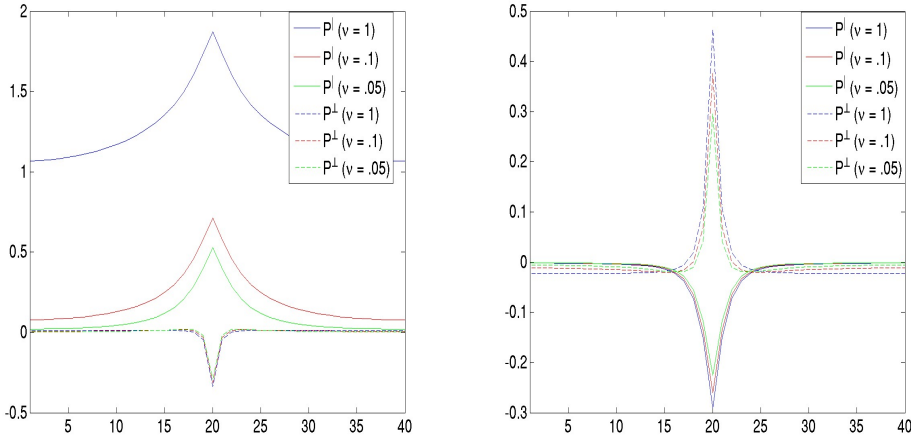 2
1.5
1
0.5
0
-0.5
5 10 15 20 25 30 35 40
P| (ν = 1)
P| (ν = .1)
P| (ν = .05)
P⊥ (ν = 1)
P⊥ (ν = .1)
P⊥ (ν = .05)
0.5
0.4
0.3
0.2
0.1
0
-0.1
-0.2
-0.3
5 10 15 20 25 30 35 40
P| (ν = 1)
P| (ν = .1)
P| (ν = .05)
P⊥ (ν = 1)
P⊥ (ν = .1)
P⊥ (ν = .05)